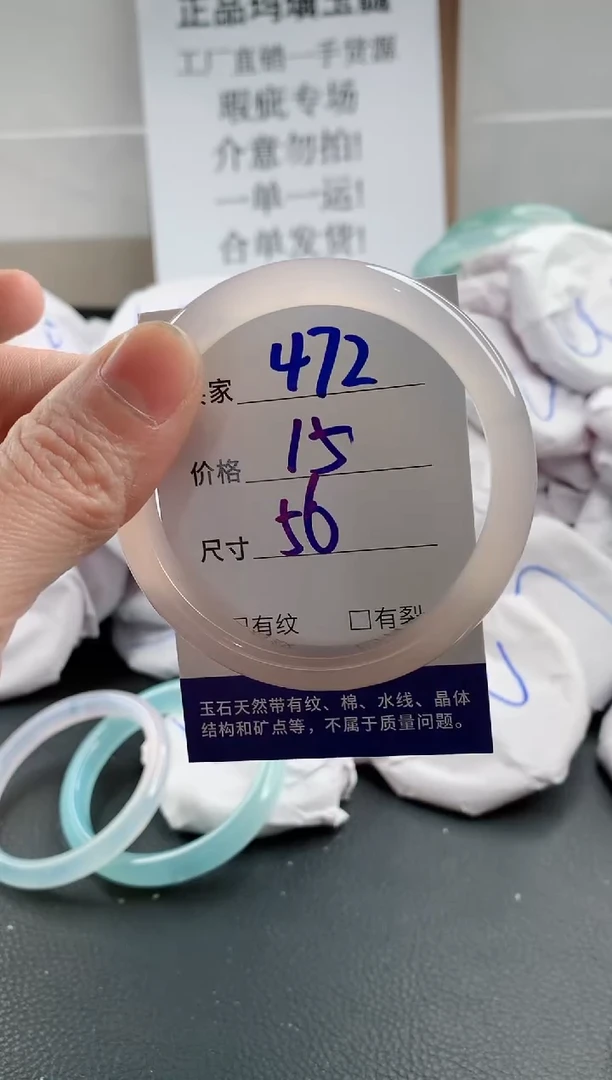 正品玛瑙玉髓
工厂直销一手货源
瑕疵专场
介意勿拍!
一单一运!
合单发货!
家 472
价格 15
尺寸 56
有纹 □有裂
玉石天然带有纹、棉、水线、晶体
结构和矿点等，不属于质量问题。